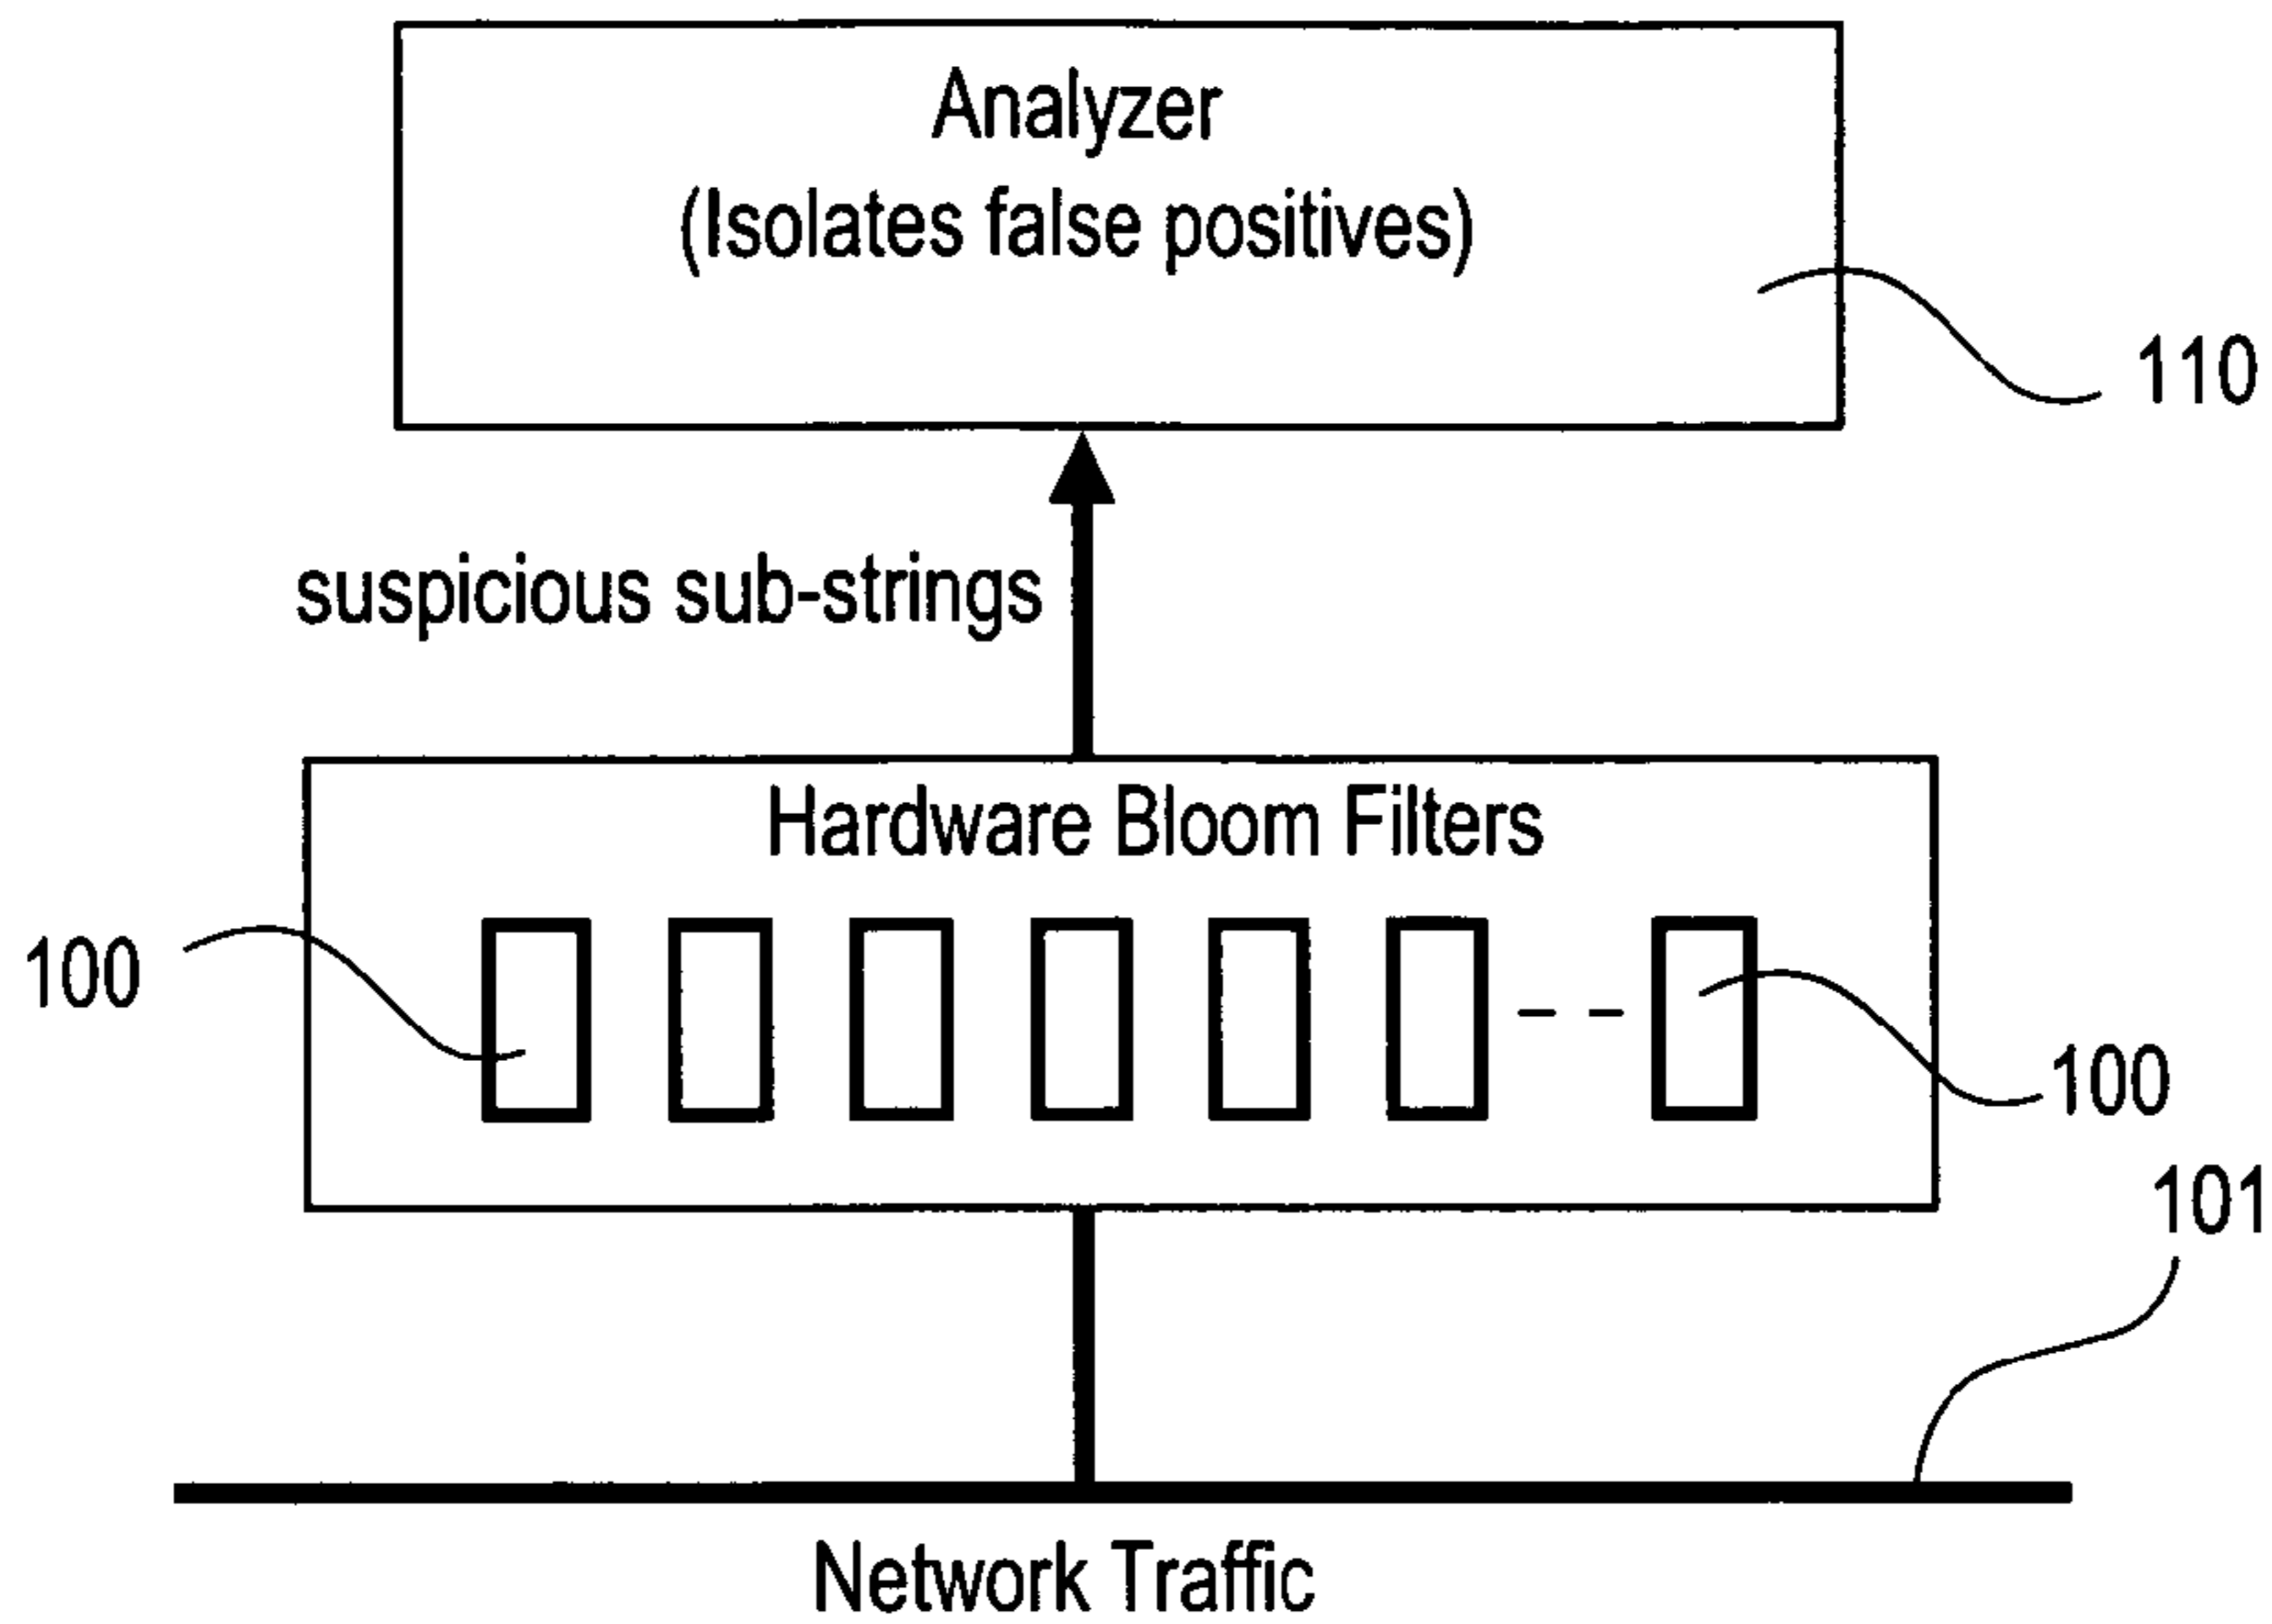 Analyzer
(Isolates false positives)
110
suspicious sub-strings
Hardware Bloom Filters
100
100
101
Network Traffic